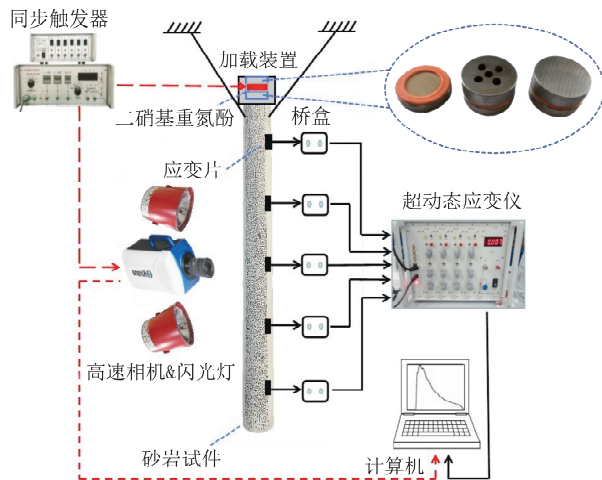 同步触发器
加载装置
二硝基重氮酚
桥盒
应变片
超动态应变仪
高速相机&闪光灯
砂岩试件
计算机